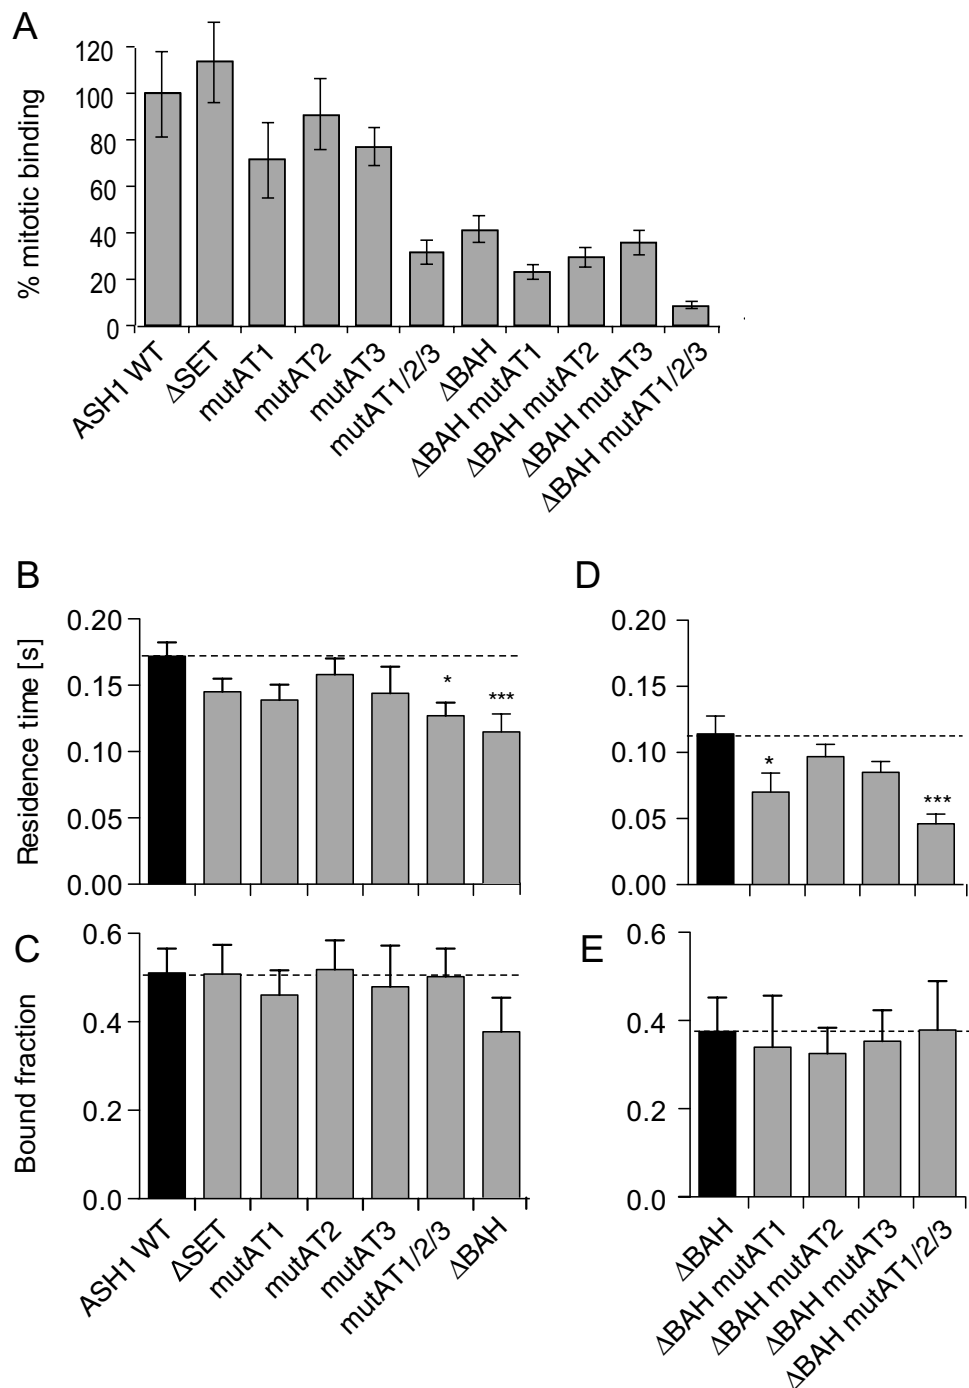 A
% mitotic binding
120
100
80
60
40
20
0
ASH1 WT
ΔSET
mutAT1
mutAT2
mutAT3
mutAT1/2/3
ΔBAH
ΔBAH mutAT1
ΔBAH mutAT2
ΔBAH mutAT3
ΔBAH mutAT1/2/3
B
Residence time [s]
0.20
0.15
0.10
0.05
0.00
*
***
D
0.20
0.15
0.10
0.05
0.00
*
***
C
Bound fraction
0.6
0.4
0.2
0.0
ASH1 WT
ΔSET
mutAT1
mutAT2
mutAT3
mutAT1/2/3
ΔBAH
E
0.6
0.4
0.2
0.0
ΔBAH
ΔBAH mutAT1
ΔBAH mutAT2
ΔBAH mutAT3
ΔBAH mutAT1/2/3